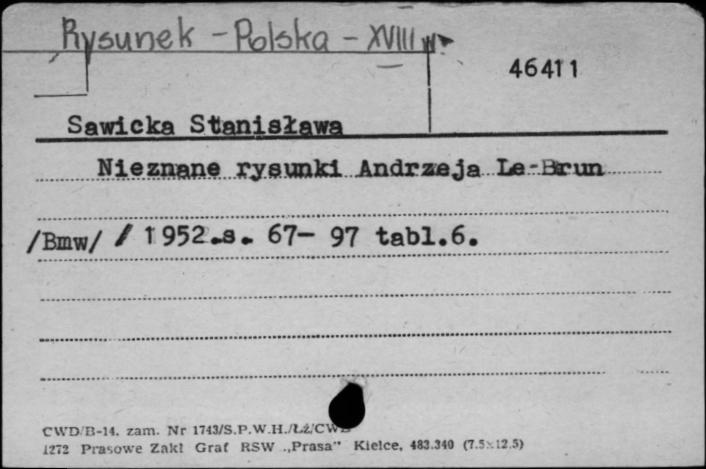 Rysunek - Polska - XVIII w.
46411
Sawicka Stanisława
Nieznane rysunki Andrzeja Le-Brun
/Bmw/ / 1952.s. 67- 97 tabl.6.
CWD/B-14. zam. Nr 1743/S.P.W.H./Łż/CWD
1272 Prasowe Zakł Graf RSW „Prasa" Kielce, 483.340 (7.5x12.5)